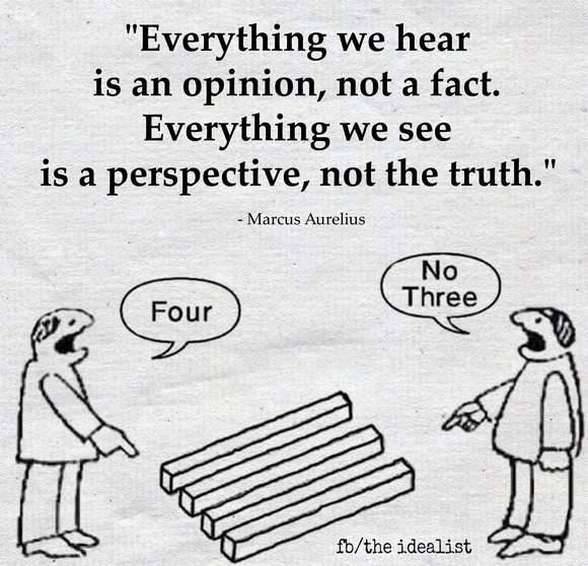 "Everything we hear
is an opinion, not a fact.
Everything we see
is a perspective, not the truth."
- Marcus Aurelius
Four
No
Three
fb/the idealist